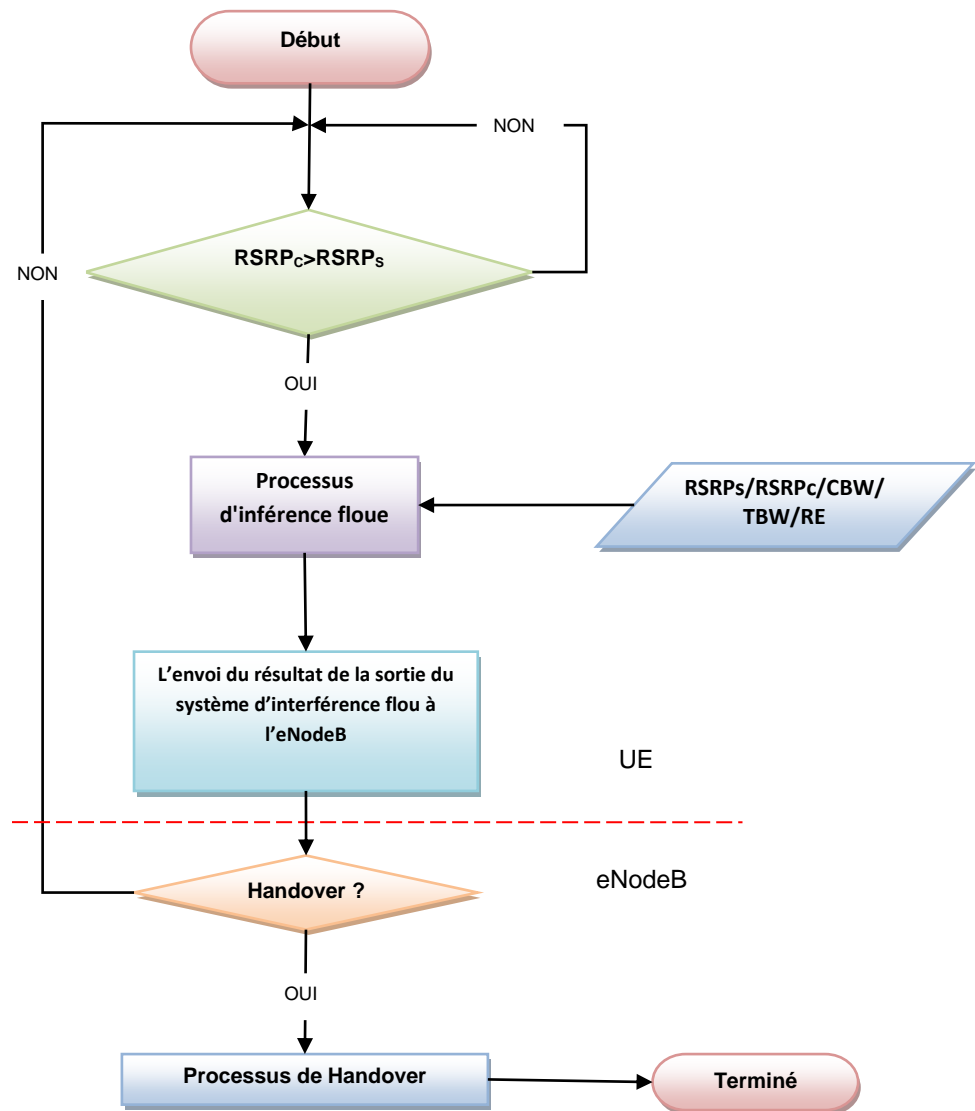 Début
NON
RSRPC>RSRPS
NON
OUI
Processus
d'inférence floue
RSRPs/RSRPc/CBW/
TBW/RE
L'envoi du résultat de la sortie du
système d'interférence flou à
l'eNodeB
UE
eNodeB
Handover ?
OUI
Processus de Handover
Terminé